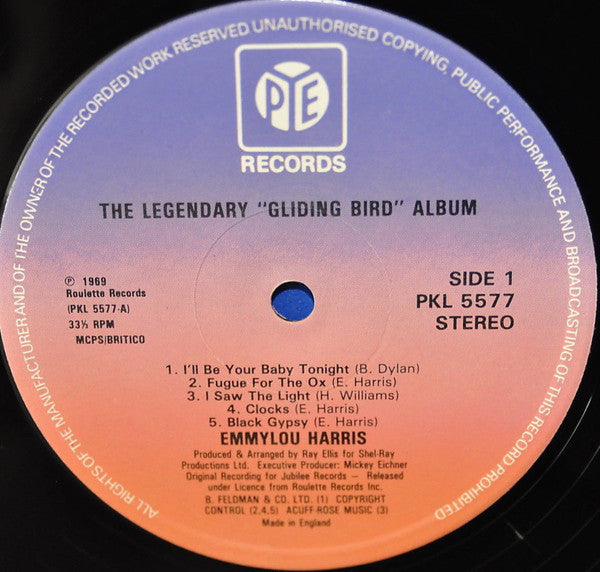 ALL RIGHTS OF THE MANUFACTURER AND OF THE OWNER OF THE RECORDED WORK RESERVED UNAUTHORISED COPYING, PUBLIC PERFORMANCE AND BROADCASTING OF THIS RECORD PROHIBITED
PYE
RECORDS
THE LEGENDARY "GLIDING BIRD" ALBUM
℗ 1969
Roulette Records
(PKL 5577-A)
33⅓ RPM
MCPS/BRITICO
SIDE 1
PKL 5577
STEREO
1. I'll Be Your Baby Tonight (B. Dylan)
2. Fugue For The Ox (E. Harris)
3. I Saw The Light (H. Williams)
4. Clocks (E. Harris)
5. Black Gypsy (E. Harris)
EMMYLOU HARRIS
Produced & Arranged by Ray Ellis for Shel-Ray
Productions Ltd. Executive Producer: Mickey Eichner
Original Recording for Jubilee Records - Released
under Licence from Roulette Records Inc.
B. FELDMAN & CO. LTD. (1) COPYRIGHT
CONTROL (2,4,5) ACUFF-ROSE MUSIC (3)
Made in England